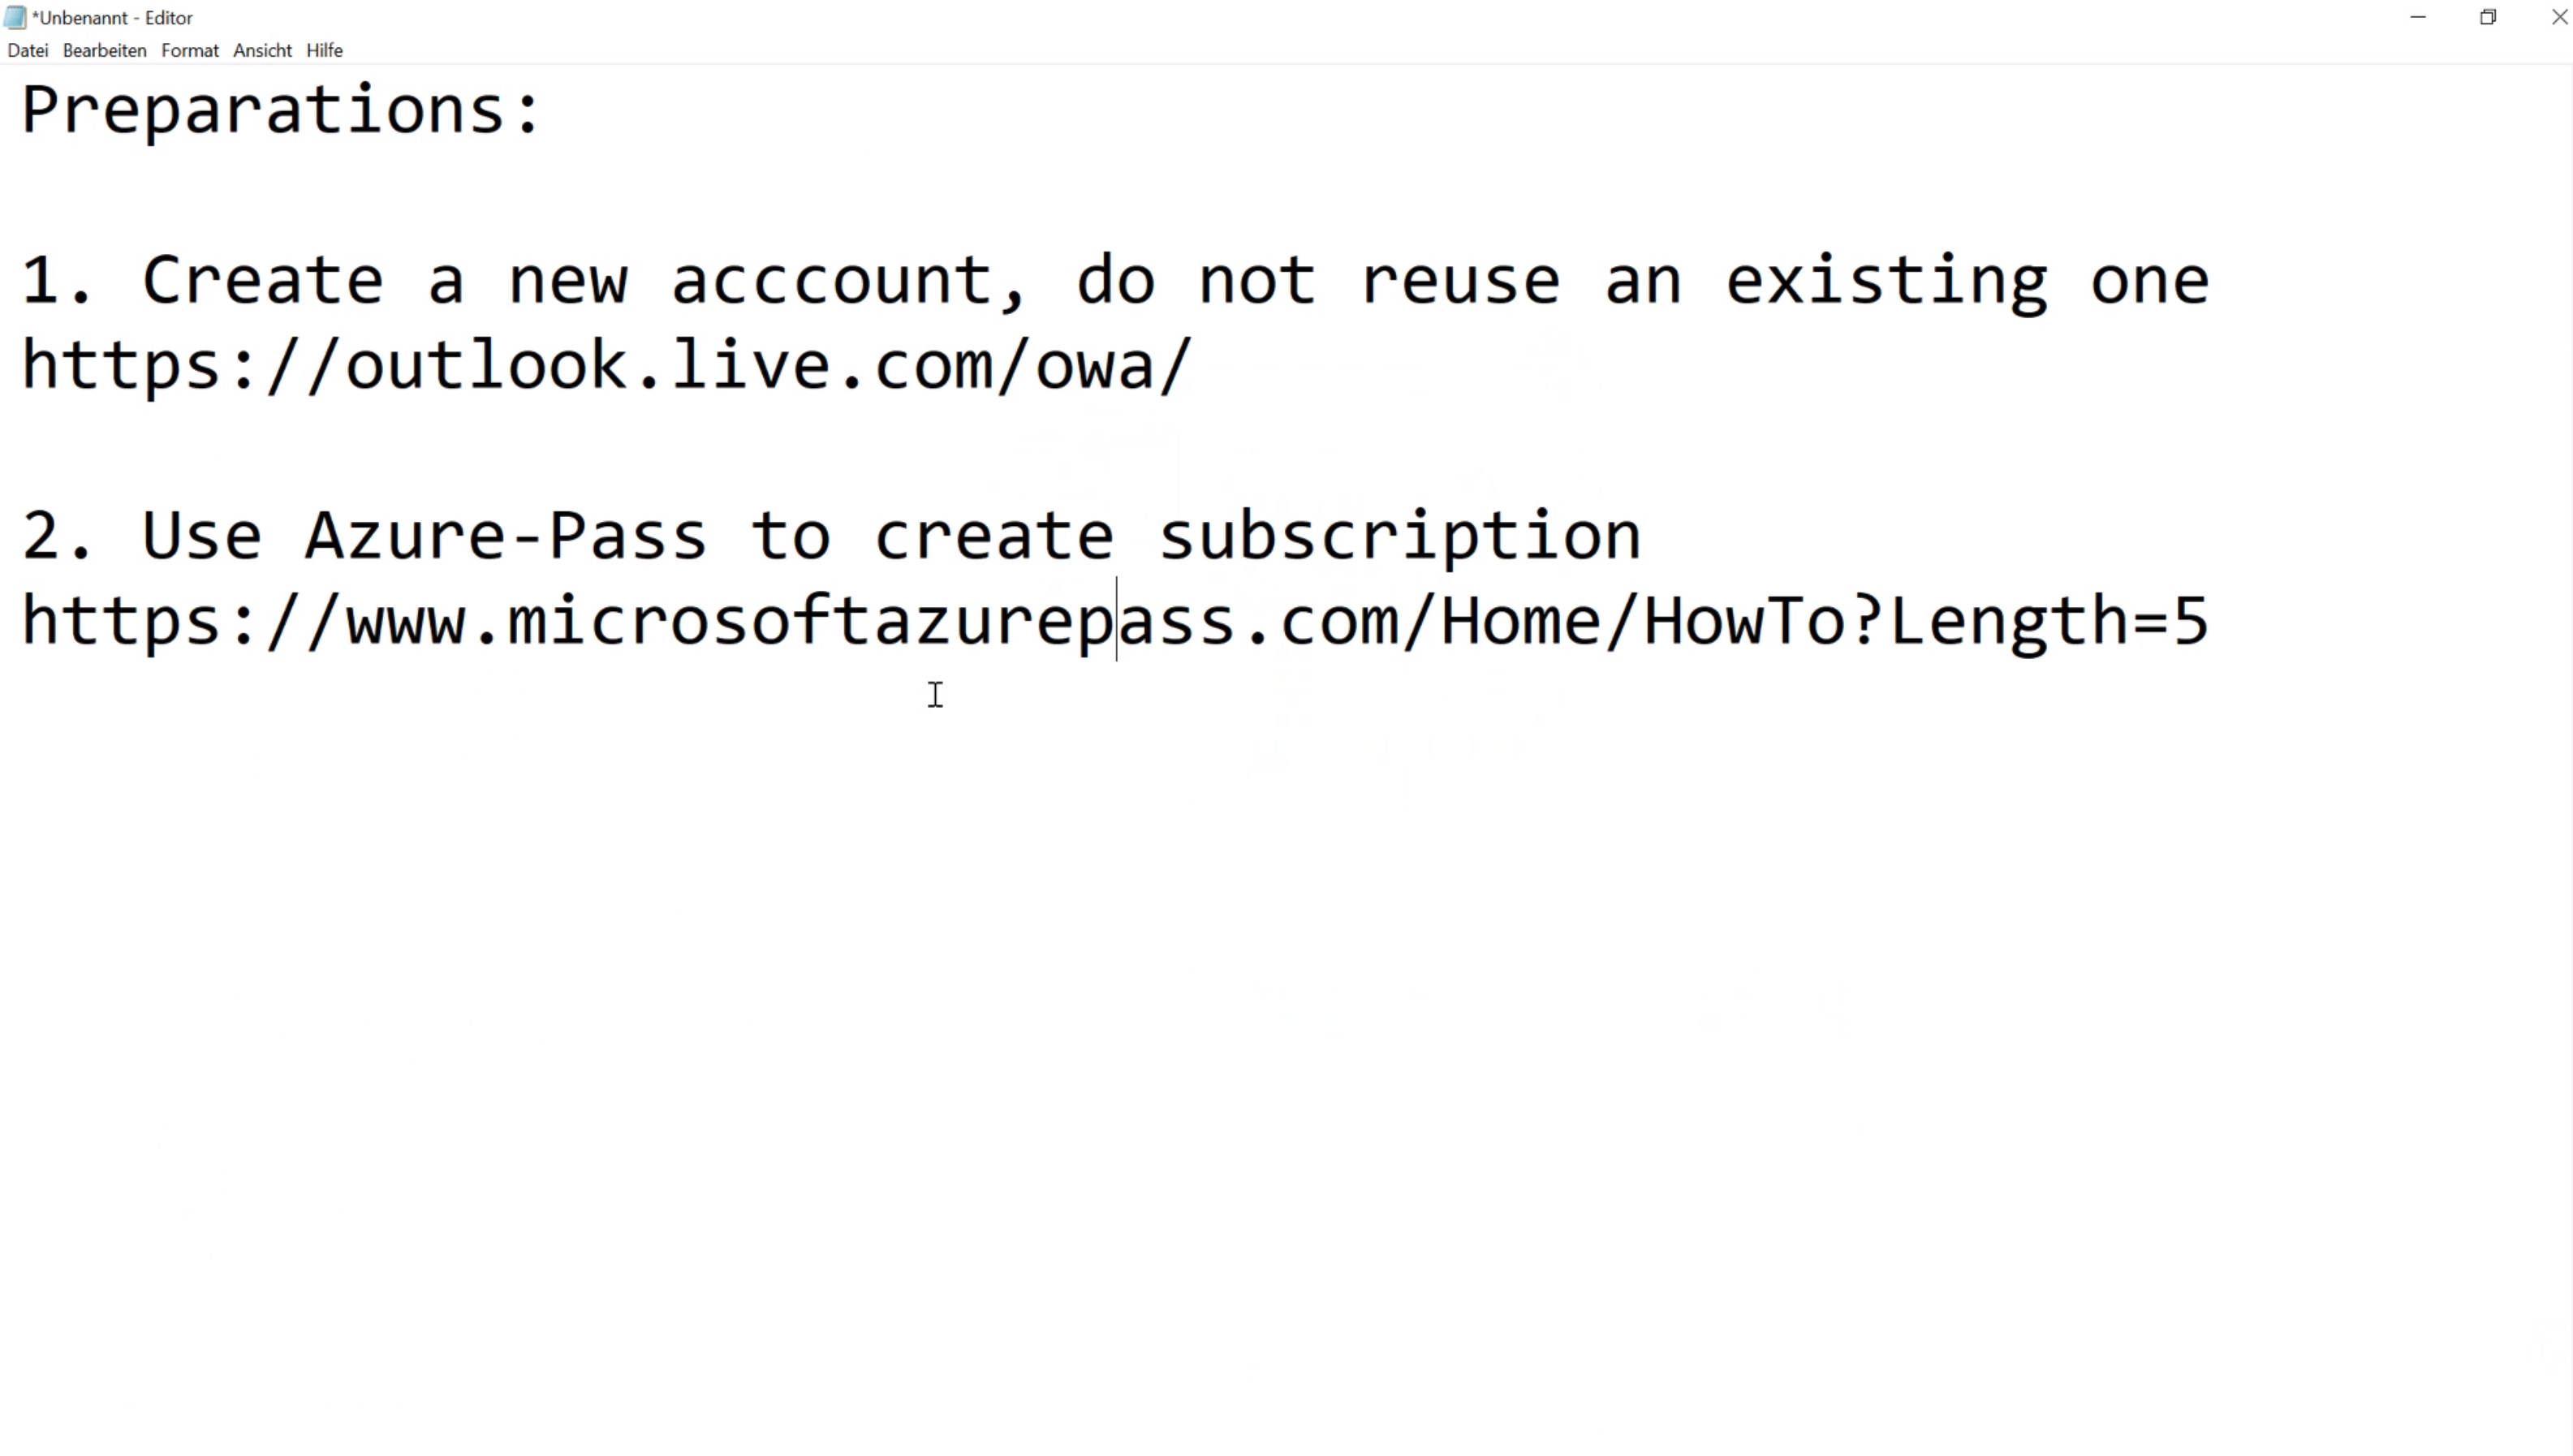 *Unbenannt - Editor
Datei Bearbeiten Format Ansicht Hilfe
Preparations:
1. Create a new acccount, do not reuse an existing one
https://outlook.live.com/owa/
2. Use Azure-Pass to create subscription
https://www.microsoftazurepass.com/Home/HowTo?Length=5